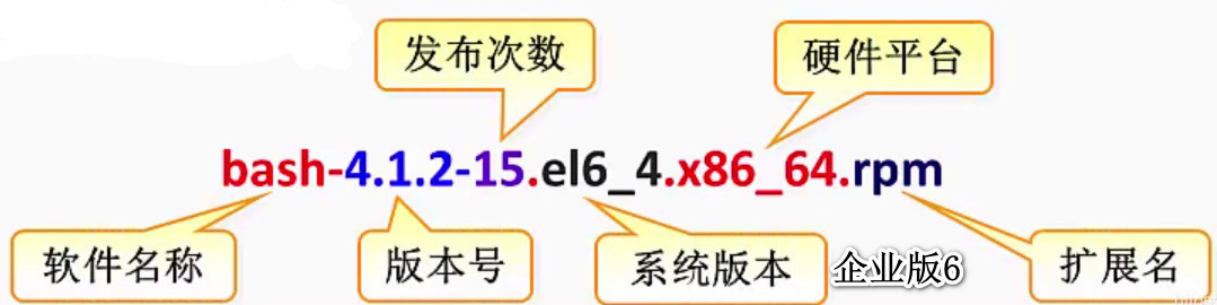 发布次数
硬件平台
bash-4.1.2-15.el6_4.x86_64.rpm
软件名称
版本号
系统版本 企业版6
扩展名